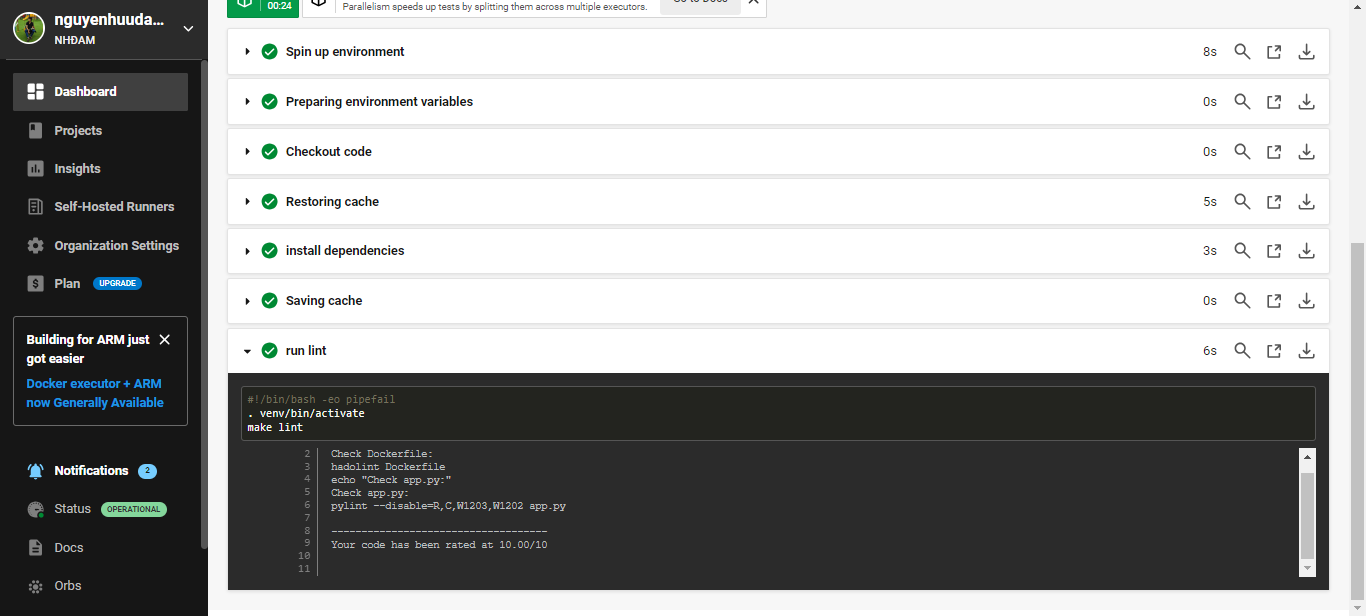 nguyenhuuda...
NHĐAM
Dashboard
Projects
Insights
Self-Hosted Runners
Organization Settings
Plan UPGRADE
Building for ARM just
got easier
Docker executor + ARM
now Generally Available
Notifications 2
Status OPERATIONAL
Docs
Orbs
00:24
Parallelism speeds up tests by splitting them across multiple executors.
Go to Docs
Spin up environment 8s
Preparing environment variables 0s
Checkout code 0s
Restoring cache 5s
install dependencies 3s
Saving cache 0s
run lint 6s
#!/bin/bash -eo pipefail
. venv/bin/activate
make lint
2 Check Dockerfile:
3 hadolint Dockerfile
4 echo "Check app.py:"
5 Check app.py:
6 pylint --disable=R,C,W1203,W1202 app.py
7
8 ------------------------------------
9 Your code has been rated at 10.00/10
10
11